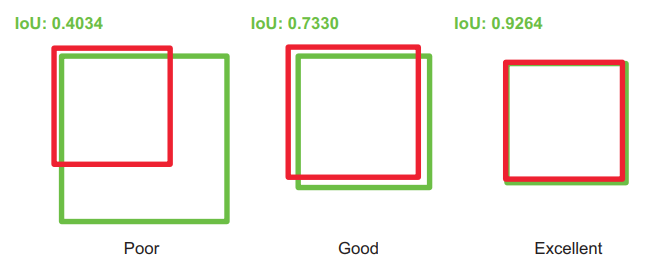 IoU: 0.4034
IoU: 0.7330
IoU: 0.9264
Poor
Good
Excellent